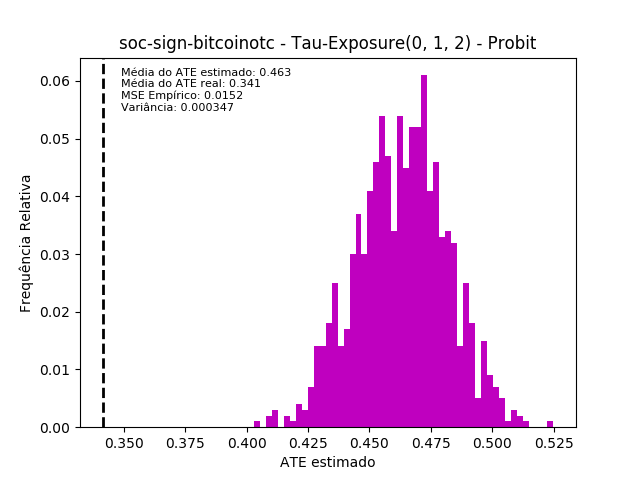 soc-sign-bitcoinotc - Tau-Exposure(0, 1, 2) - Probit
Média do ATE estimado: 0.463
Média do ATE real: 0.341
MSE Empírico: 0.0152
Variância: 0.000347
0.06
0.05
0.04
0.03
0.02
0.01
0.00
Frequência Relativa
0.350 0.375 0.400 0.425 0.450 0.475 0.500 0.525
ATE estimado